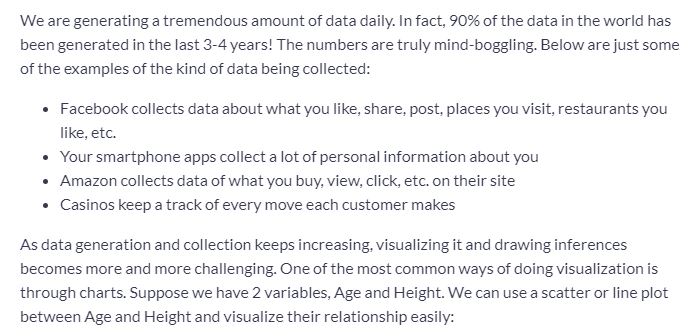 We are generating a tremendous amount of data daily. In fact, 90% of the data in the world has
been generated in the last 3-4 years! The numbers are truly mind-boggling. Below are just some
of the examples of the kind of data being collected:
• Facebook collects data about what you like, share, post, places you visit, restaurants you
like, etc.
• Your smartphone apps collect a lot of personal information about you
• Amazon collects data of what you buy, view, click, etc. on their site
• Casinos keep a track of every move each customer makes
As data generation and collection keeps increasing, visualizing it and drawing inferences
becomes more and more challenging. One of the most common ways of doing visualization is
through charts. Suppose we have 2 variables, Age and Height. We can use a scatter or line plot
between Age and Height and visualize their relationship easily: